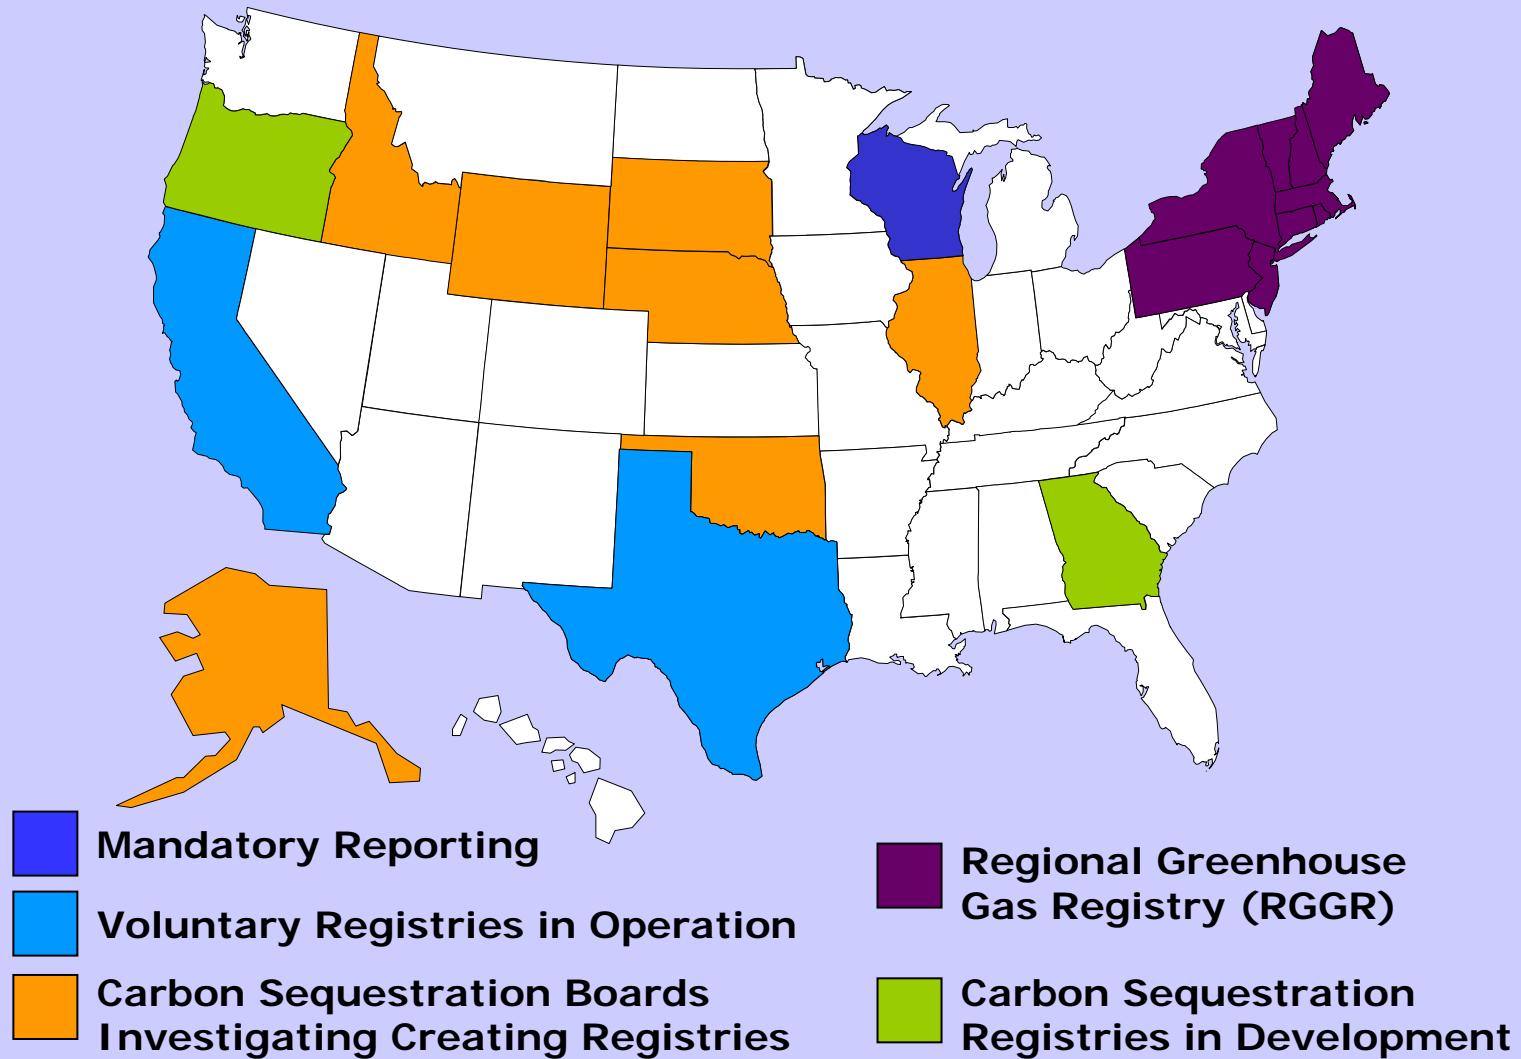 Mandatory Reporting
Voluntary Registries in Operation
Carbon Sequestration Boards
Investigating Creating Registries
Regional Greenhouse
Gas Registry (RGGR)
Carbon Sequestration
Registries in Development